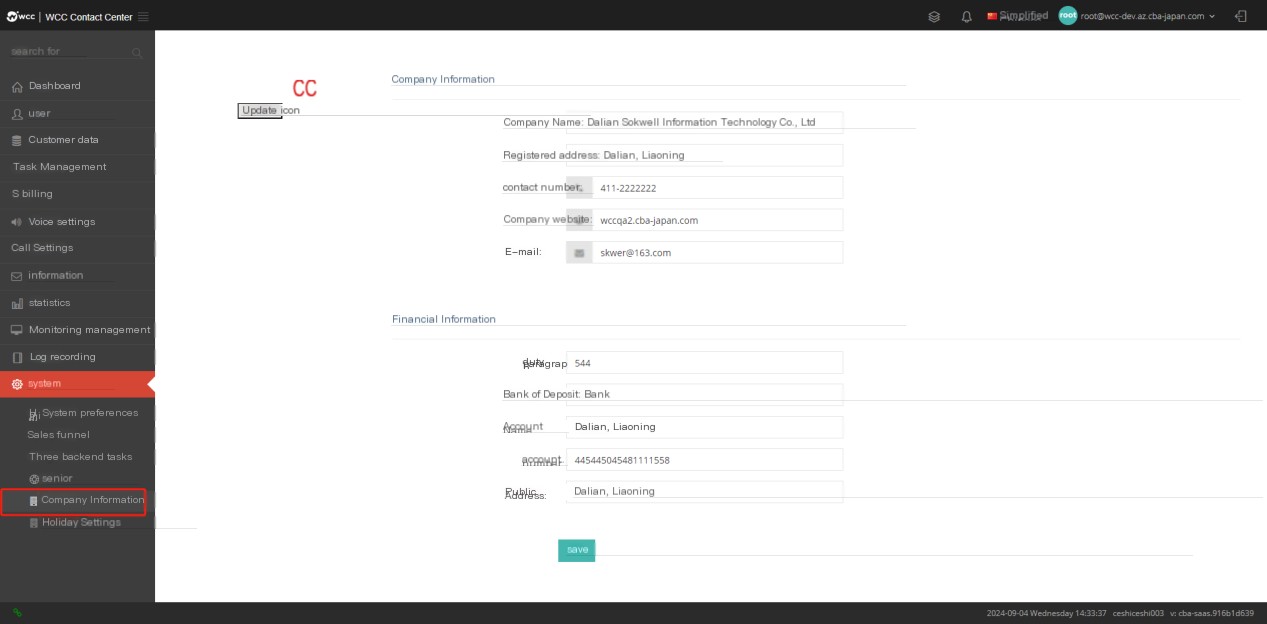 wcc | WCC Contact Center
Simplified
root root@wcc-dev.az.cba-japan.com
search for
Dashboard
user
Customer data
Task Management
S billing
Voice settings
Call Settings
information
statistics
Monitoring management
Log recording
system
System preferences
Sales funnel
Three backend tasks
senior
Company Information
Holiday Settings
CC
Update icon
Company Information
Company Name: Dalian Sokwell Information Technology Co., Ltd
Registered address: Dalian, Liaoning
contact number: 411-2222222
Company website: wccqa2.cba-japan.com
E-mail: skwer@163.com
Financial Information
duty paragrap 544
Bank of Deposit: Bank
Account Name Dalian, Liaoning
account number 445445045481111558
Public Address: Dalian, Liaoning
save
2024-09-04 Wednesday 14:33:37 ceshiceshi003 v: cba-saas.916b1d639